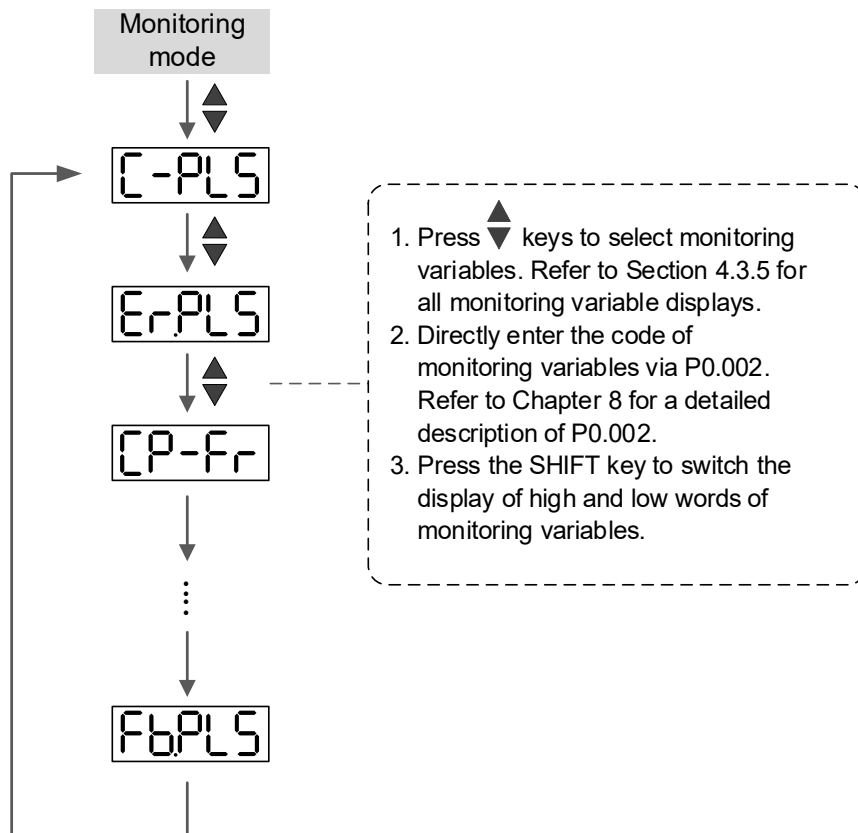 Monitoring
mode
C-PLS
Er.PLS
CP-Fr
Fb.PLS
1. Press ▲▼ keys to select monitoring
variables. Refer to Section 4.3.5 for
all monitoring variable displays.
2. Directly enter the code of
monitoring variables via P0.002.
Refer to Chapter 8 for a detailed
description of P0.002.
3. Press the SHIFT key to switch the
display of high and low words of
monitoring variables.